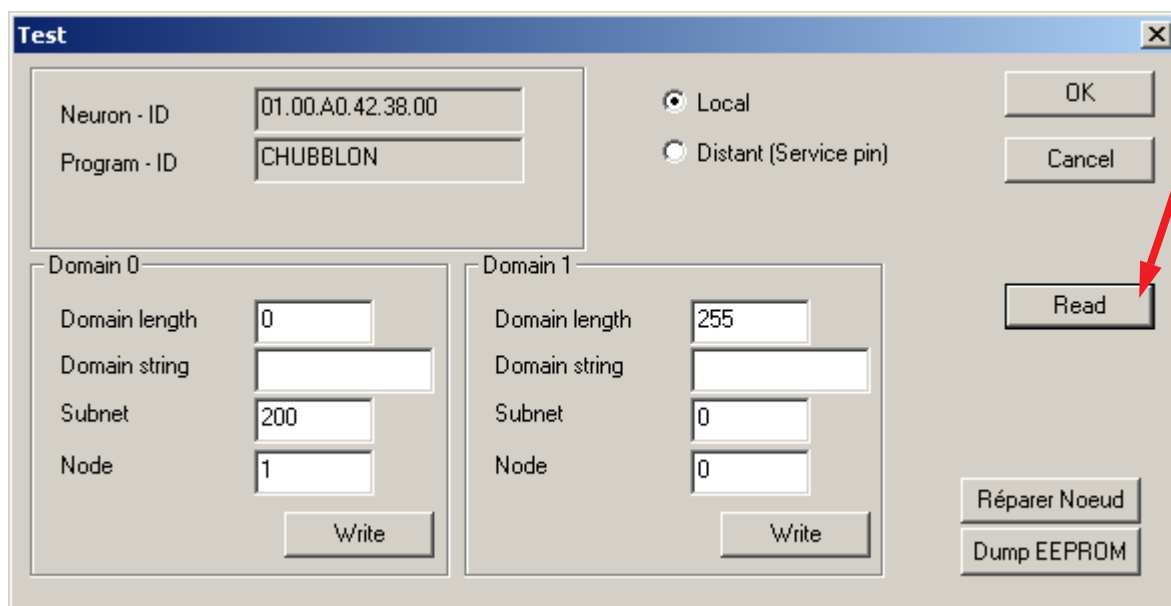 Test
Neuron - ID 01.00.A0.42.38.00
Program - ID CHUBBLON
Local
Distant (Service pin)
OK
Cancel
Read
Domain 0
Domain length 0
Domain string
Subnet 200
Node 1
Write
Domain 1
Domain length 255
Domain string
Subnet 0
Node 0
Write
Réparer Noeud
Dump EEPROM